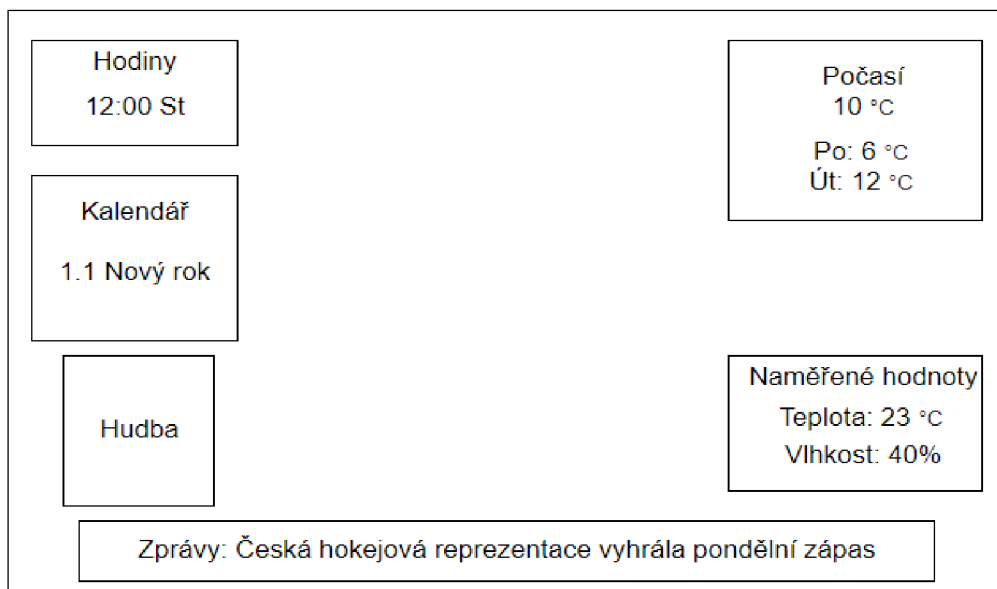 Hodiny
12:00 St
Kalendář
1.1 Nový rok
Hudba
Počasí
10 °C
Po: 6 °C
Út: 12 °C
Naměřené hodnoty
Teplota: 23 °C
Vlhkost: 40%
Zprávy: Česká hokejová reprezentace vyhrála pondělní zápas